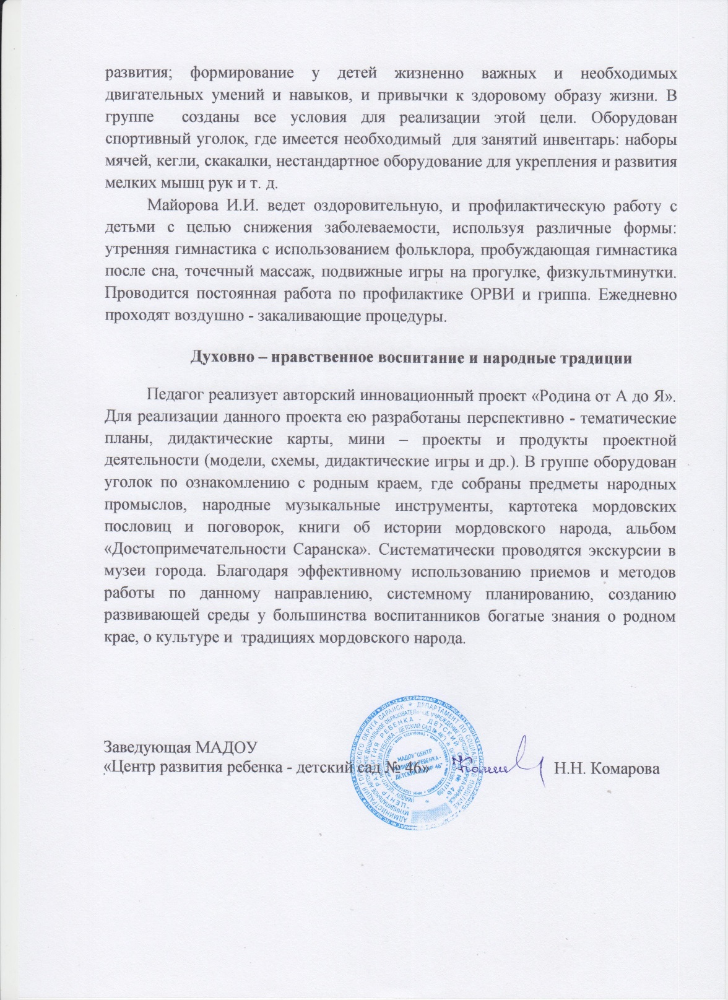 развития; формирование у детей жизненно важных и необходимых
двигательных умений и навыков, и привычки к здоровому образу жизни. В
группе созданы все условия для реализации этой цели. Оборудован
спортивный уголок, где имеется необходимый для занятий инвентарь: наборы
мячей, кегли, скакалки, нестандартное оборудование для укрепления и развития
мелких мышц рук и т. д.
Майорова И.И. ведет оздоровительную, и профилактическую работу с
детьми с целью снижения заболеваемости, используя различные формы:
утренняя гимнастика с использованием фольклора, пробуждающая гимнастика
после сна, точечный массаж, подвижные игры на прогулке, физкультминутки.
Проводится постоянная работа по профилактике ОРВИ и гриппа. Ежедневно
проходят воздушно - закаливающие процедуры.
Духовно – нравственное воспитание и народные традиции
Педагог реализует авторский инновационный проект «Родина от А до Я».
Для реализации данного проекта ею разработаны перспективно - тематические
планы, дидактические карты, мини – проекты и продукты проектной
деятельности (модели, схемы, дидактические игры и др.). В группе оборудован
уголок по ознакомлению с родным краем, где собраны предметы народных
промыслов, народные музыкальные инструменты, картотека мордовских
пословиц и поговорок, книги об истории мордовского народа, альбом
«Достопримечательности Саранска». Систематически проводятся экскурсии в
музеи города. Благодаря эффективному использованию приемов и методов
работы по данному направлению, системному планированию, созданию
развивающей среды у большинства воспитанников богатые знания о родном
крае, о культуре и традициях мордовского народа.
Заведующая МАДОУ
«Центр развития ребенка - детский сад № 46» Н.Н. Комарова
МАДОУ "ЦЕНТР
РАЗВИТИЯ РЕБЕНКА -
ДЕТСКИЙ САД № 46"